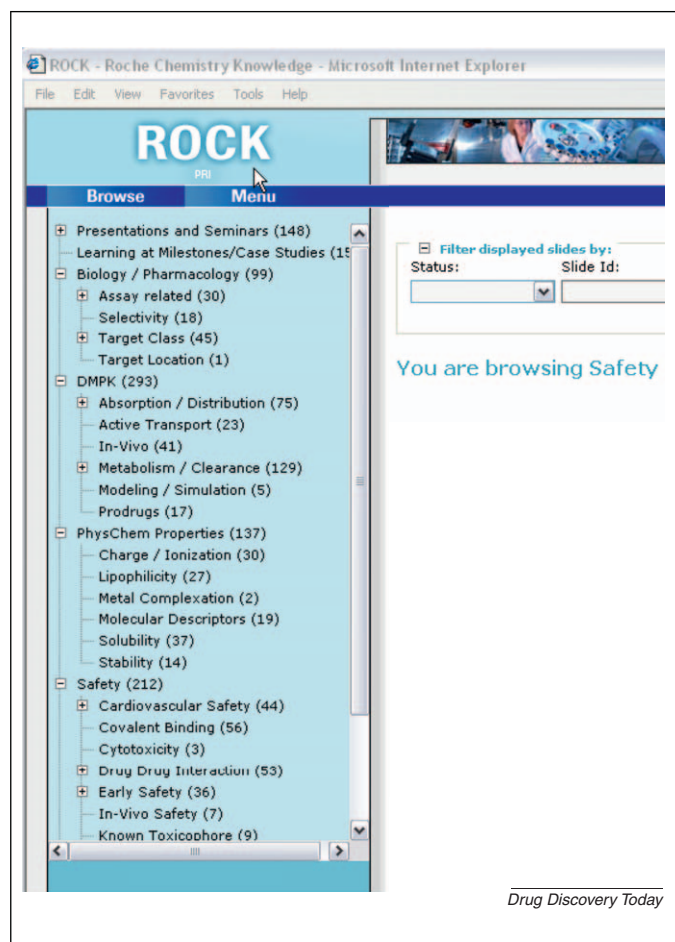 ROCK - Roche Chemistry Knowledge - Microsoft Internet Explorer
File Edit View Favorites Tools Help
ROCK
PRI
Browse Menu
Presentations and Seminars (148)
Learning at Milestones/Case Studies (15
Biology / Pharmacology (99)
Assay related (30)
Selectivity (18)
Target Class (45)
Target Location (1)
DMPK (293)
Absorption / Distribution (75)
Active Transport (23)
In-Vivo (41)
Metabolism / Clearance (129)
Modeling / Simulation (5)
Prodrugs (17)
PhysChem Properties (137)
Charge / Ionization (30)
Lipophilicity (27)
Metal Complexation (2)
Molecular Descriptors (19)
Solubility (37)
Stability (14)
Safety (212)
Cardiovascular Safety (44)
Covalent Binding (56)
Cytotoxicity (3)
Drug Drug Interaction (53)
Early Safety (36)
In-Vivo Safety (7)
Known Toxicophore (9)
Filter displayed slides by:
Status: Slide Id:
You are browsing Safety
Drug Discovery Today